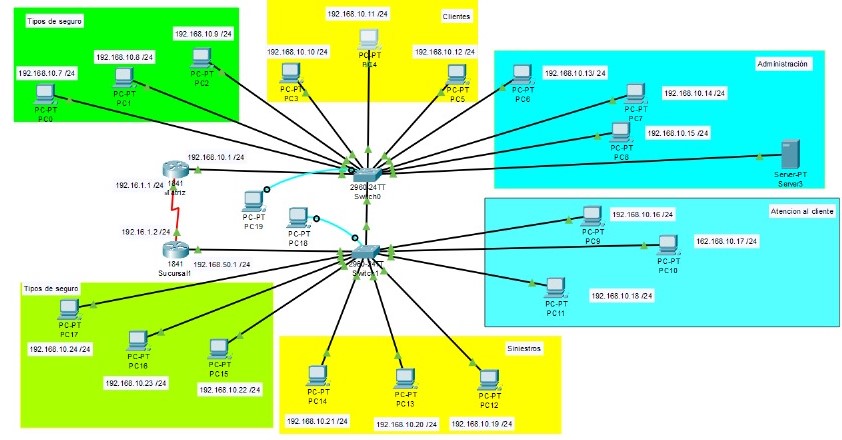 Tipos de seguro
192.168.10.7 /24
PC-PT
PC0
192.168.10.8 /24
PC-PT
PC1
192.168.10.9 /24
PC-PT
PC2
192.168.10.11 /24
Clientes
PC-PT
PC4
192.168.10.10 /24
PC-PT
PC3
192.168.10.12 /24
PC-PT
PC5
Administración
PC-PT
PC6
192.168.10.13/ 24
PC-PT
PC7
192.168.10.14 /24
PC-PT
PC8
192.168.10.15 /24
Server-PT
Server3
192.168.10.1 /24
1841
Matriz
192.16.1.1 /24
2960-24TT
Switch0
PC-PT
PC19
PC-PT
PC18
192.16.1.2 /24
1841
Sucursal1
192.168.50.1 /24
2960-24TT
Switch1
Atencion al cliente
PC-PT
PC9
192.168.10.16 /24
PC-PT
PC10
162.168.10.17 /24
PC-PT
PC11
192.168.10.18 /24
Tipos de seguro
PC-PT
PC17
192.168.10.24 /24
PC-PT
PC16
192.168.10.23 /24
PC-PT
PC15
192.168.10.22 /24
Siniestros
PC-PT
PC14
192.168.10.21 /24
PC-PT
PC13
192.168.10.20 /24
PC-PT
PC12
192.168.10.19 /24